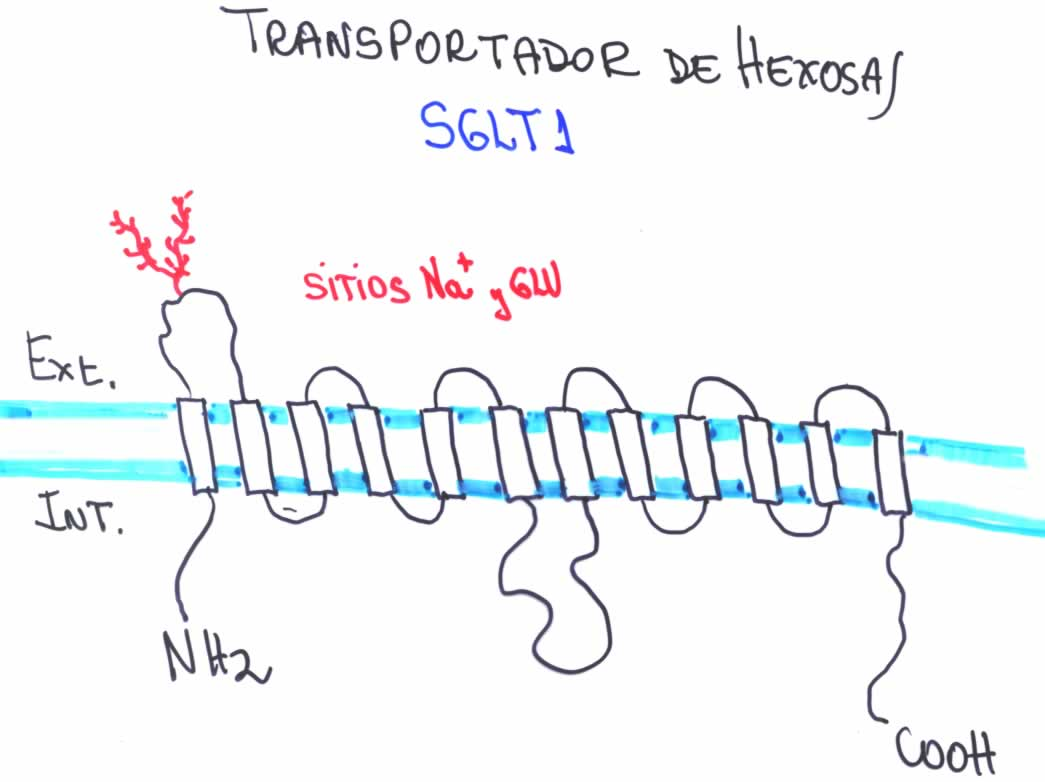 TRANSPORTADOR DE HEXOSAS
SGLT1
SITIOS Na+ y GLU
Ext.
INT.
NH2
COOH